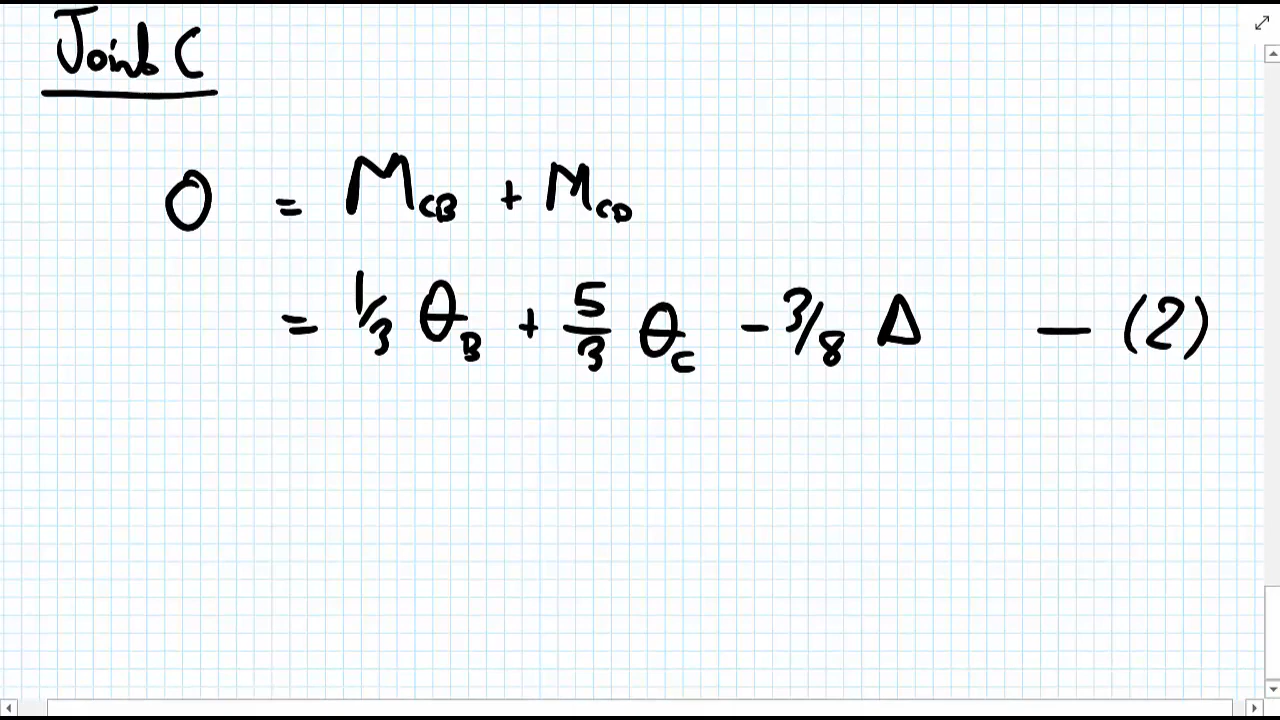 Joint C
0 = M_CB + M_CD
= 1/3 θ_B + 5/3 θ_C - 3/8 Δ — (2)